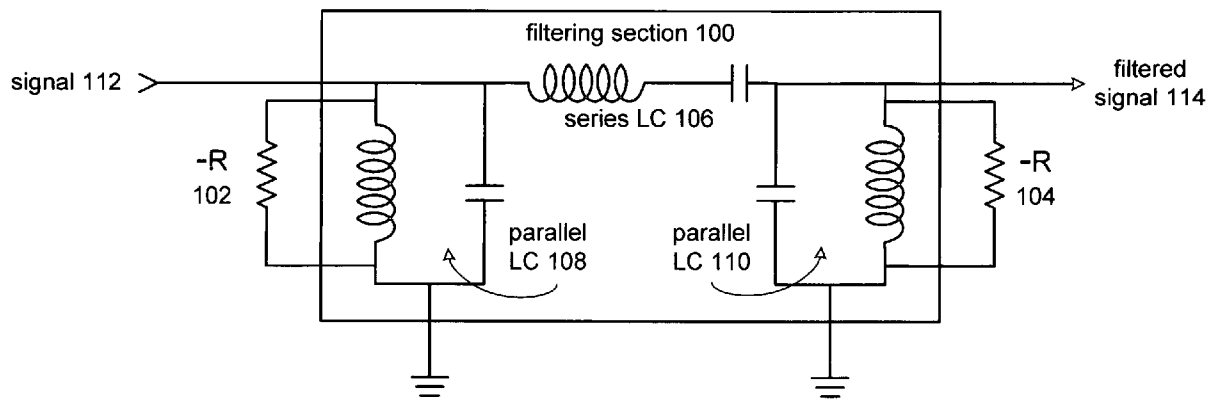 filtering section 100
signal 112
filtered
signal 114
series LC 106
-R
102
-R
104
parallel
LC 108
parallel
LC 110